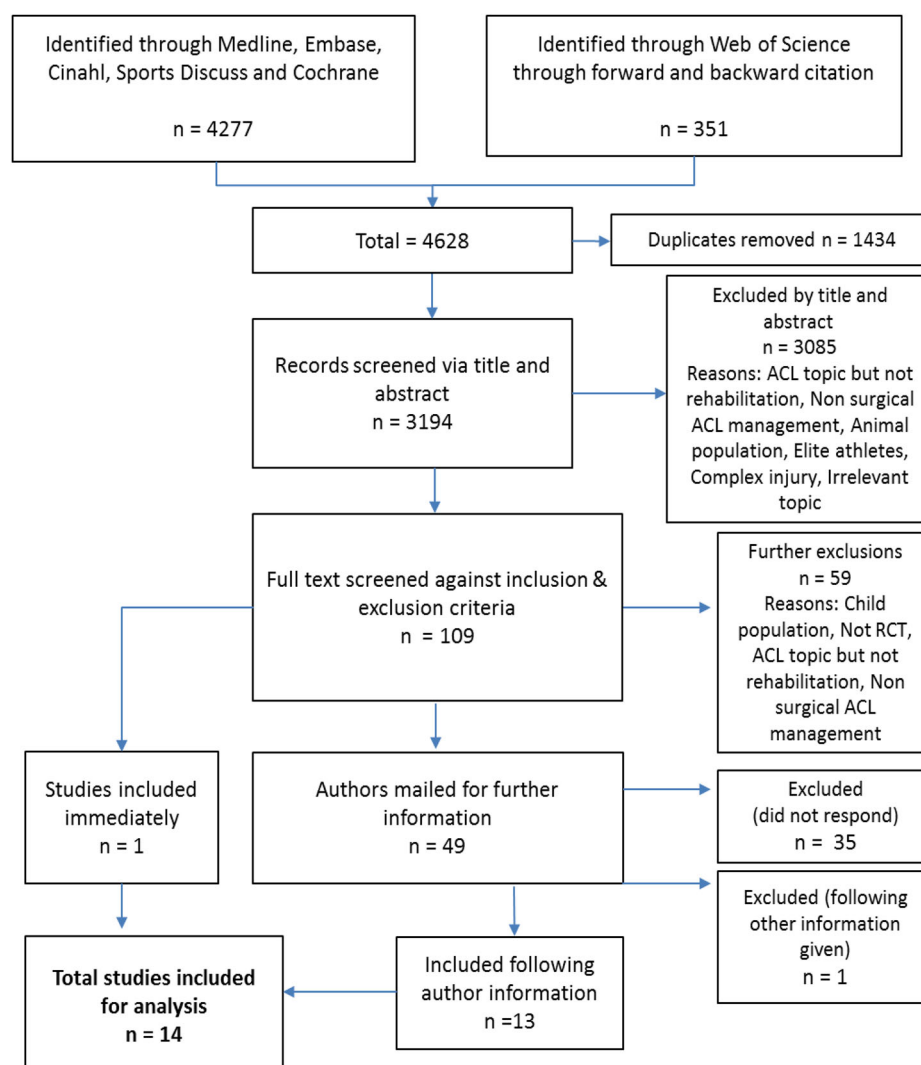 Identified through Medline, Embase,
Cinahl, Sports Discuss and Cochrane
n = 4277
Identified through Web of Science
through forward and backward citation
n = 351
Total = 4628
Duplicates removed n = 1434
Records screened via title and
abstract
n = 3194
Excluded by title and
abstract
n = 3085
Reasons: ACL topic but not
rehabilitation, Non surgical
ACL management, Animal
population, Elite athletes,
Complex injury, Irrelevant
topic
Full text screened against inclusion &
exclusion criteria
n = 109
Further exclusions
n = 59
Reasons: Child
population, Not RCT,
ACL topic but not
rehabilitation, Non
surgical ACL
management
Studies included
immediately
n = 1
Authors mailed for further
information
n = 49
Excluded
(did not respond)
n = 35
Excluded (following
other information
given)
n = 1
Included following
author information
n =13
Total studies included
for analysis
n = 14